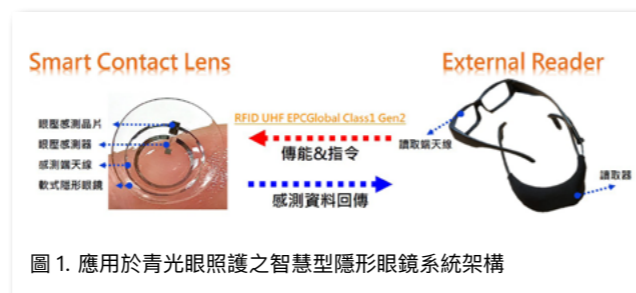 Smart Contact Lens
External Reader
眼壓感測晶片
眼壓感測器
感測端天線
軟式隱形眼鏡
RFID UHF EPCGlobal Class1 Gen2
傳能&指令
感測資料回傳
讀取端天線
讀取器
圖 1. 應用於青光眼照護之智慧型隱形眼鏡系統架構